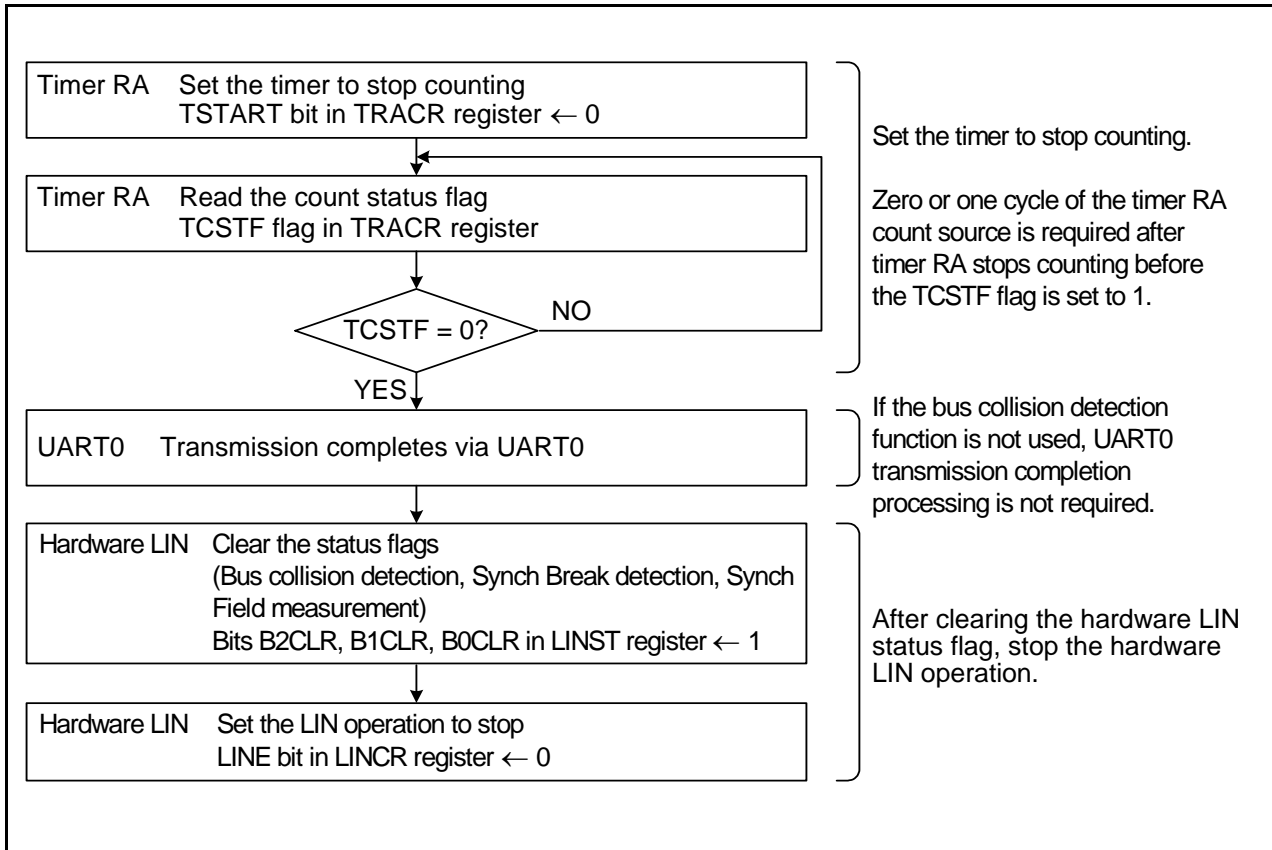 Timer RA Set the timer to stop counting
TSTART bit in TRACR register ← 0
Timer RA Read the count status flag
TCSTF flag in TRACR register
TCSTF = 0?
NO
YES
Set the timer to stop counting.
Zero or one cycle of the timer RA
count source is required after
timer RA stops counting before
the TCSTF flag is set to 1.
UART0 Transmission completes via UART0
If the bus collision detection
function is not used, UART0
transmission completion
processing is not required.
Hardware LIN Clear the status flags
(Bus collision detection, Synch Break detection, Synch
Field measurement)
Bits B2CLR, B1CLR, B0CLR in LINST register ← 1
Hardware LIN Set the LIN operation to stop
LINE bit in LINCR register ← 0
After clearing the hardware LIN
status flag, stop the hardware
LIN operation.